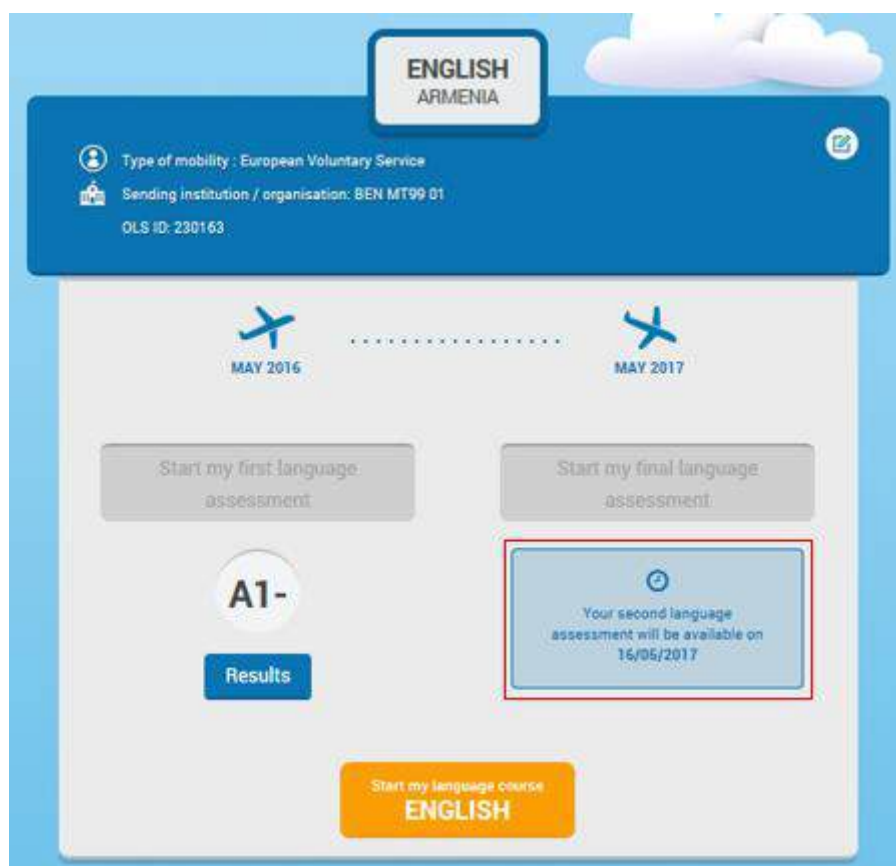 ENGLISH
ARMENIA
Type of mobility : European Voluntary Service
Sending institution / organisation: BEN MT99 01
OLS ID: 230163
MAY 2016
MAY 2017
Start my first language
assessment
Start my final language
assessment
A1-
Your second language
assessment will be available on
16/05/2017
Results
Start my language course
ENGLISH